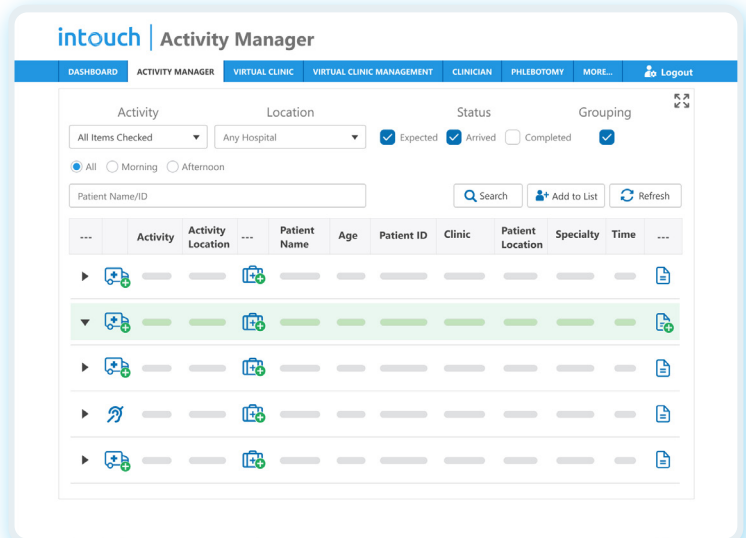 intouch | Activity Manager
DASHBOARD ACTIVITY MANAGER VIRTUAL CLINIC VIRTUAL CLINIC MANAGEMENT CLINICIAN PHLEBOTOMY MORE... Logout
Activity Location Status Grouping
All Items Checked Any Hospital Expected Arrived Completed
All Morning Afternoon
Patient Name/ID Search Add to List Refresh
--- Activity Activity Location --- Patient Name Age Patient ID Clinic Patient Location Specialty Time ---